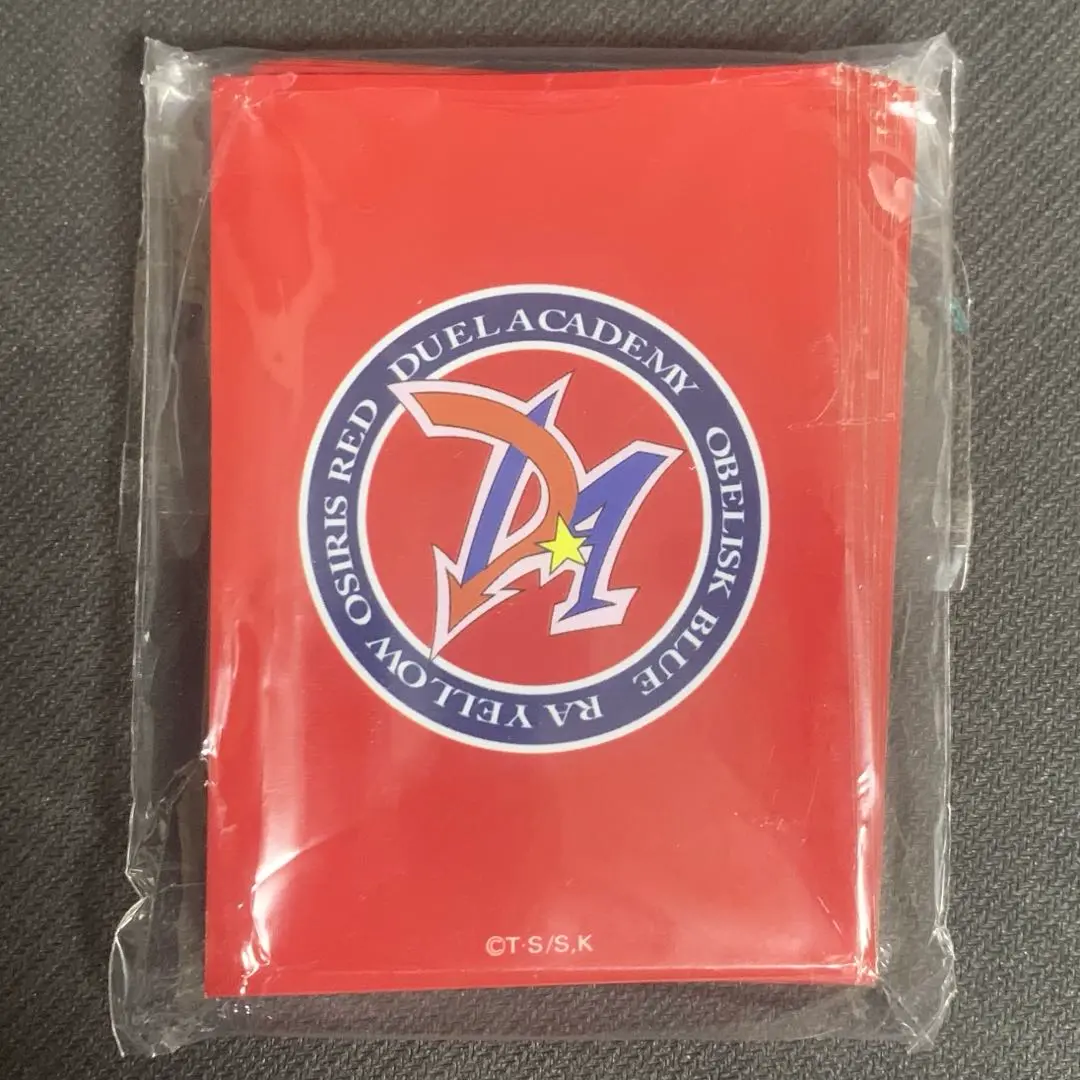 DUEL ACADEMY
OBELISK BLUE
RA YELLOW
OSIRIS RED
DA
©T·S/S,K